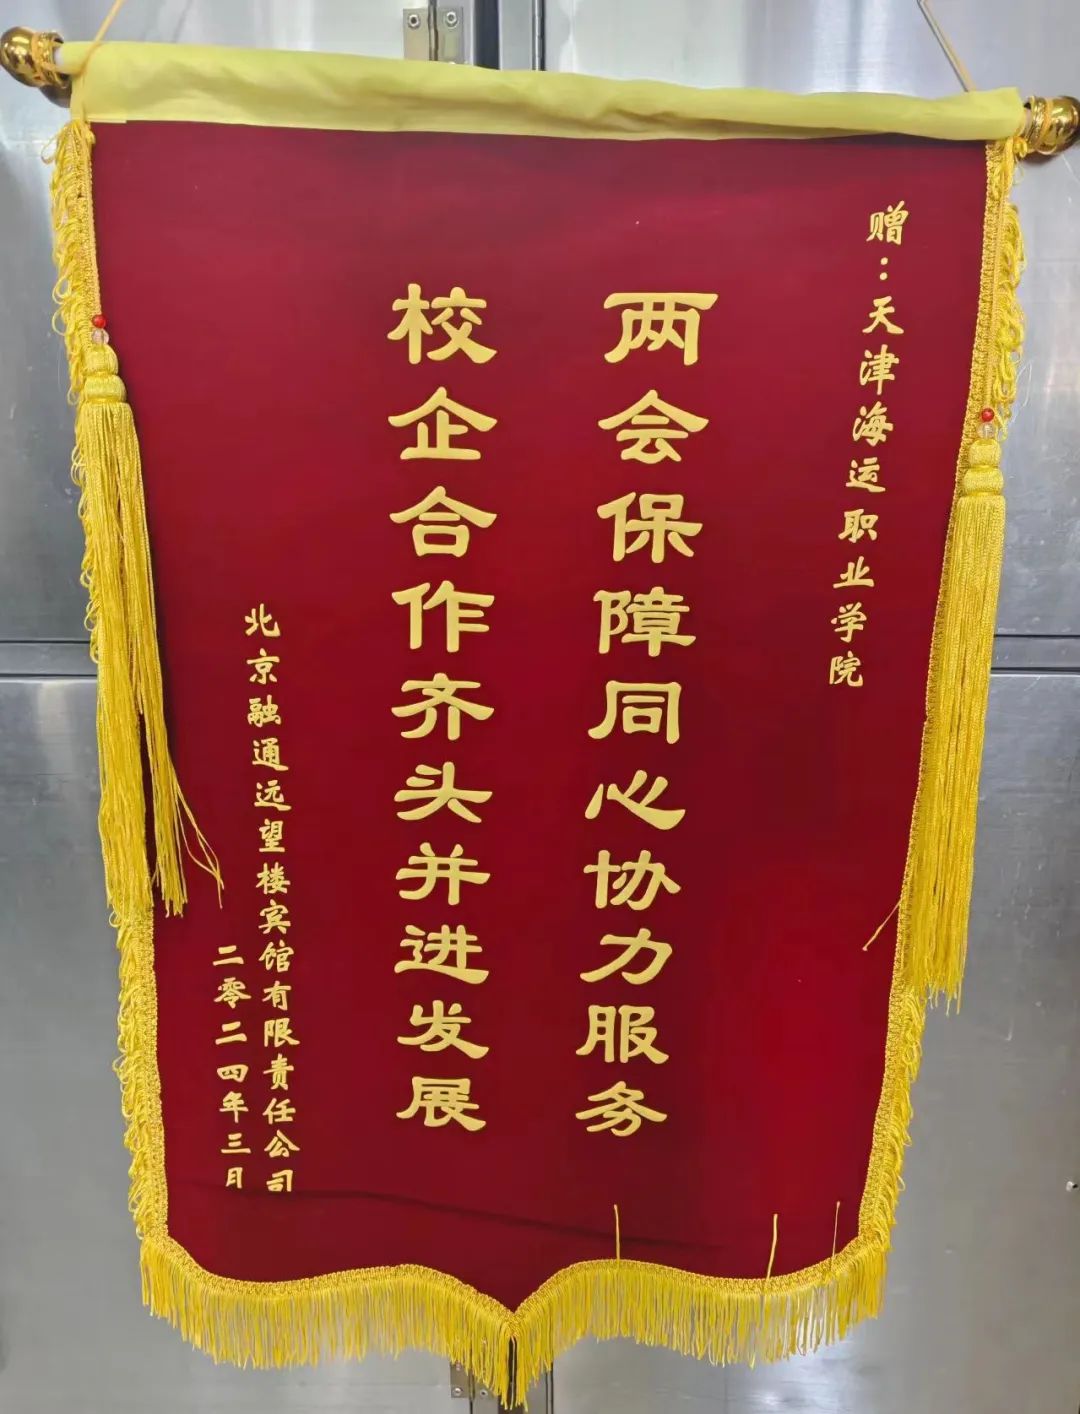 赠：天津海运职业学院
两会保障同心协力服务
校企合作齐头并进发展
北京融通远望楼宾馆有限责任公司
二零二四年三月